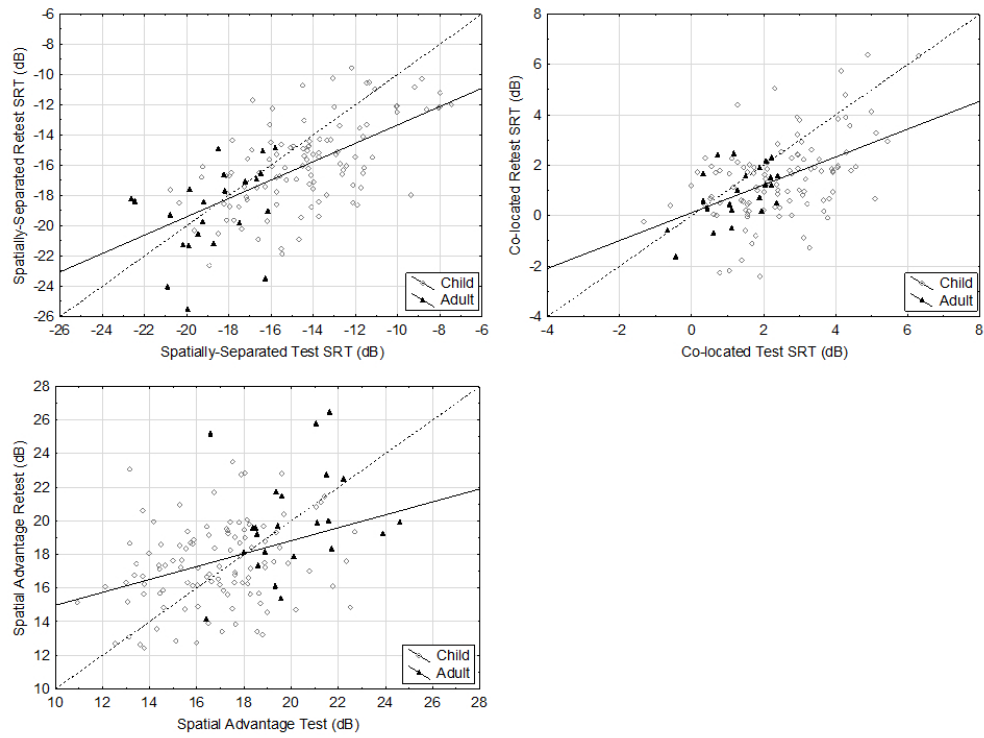 Spatially-Separated Retest SRT (dB)
-6
-8
-10
-12
-14
-16
-18
-20
-22
-24
-26
Child
Adult
-26 -24 -22 -20 -18 -16 -14 -12 -10 -8 -6
Spatially-Separated Test SRT (dB)
Co-located Retest SRT (dB)
8
6
4
2
0
-2
-4
Child
Adult
-4 -2 0 2 4 6 8
Co-located Test SRT (dB)
Spatial Advantage Retest (dB)
28
26
24
22
20
18
16
14
12
10
Child
Adult
10 12 14 16 18 20 22 24 26 28
Spatial Advantage Test (dB)